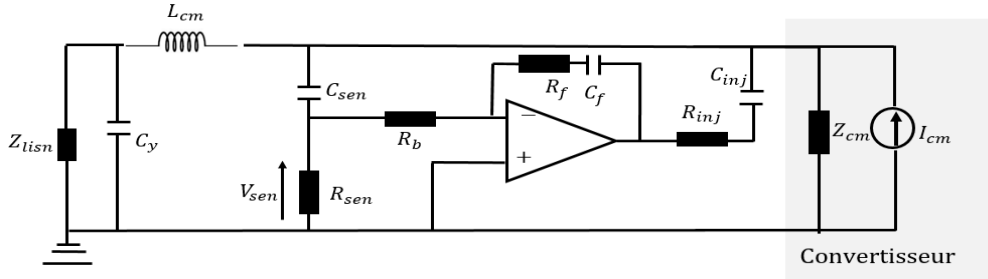 L_cm
C_sen
R_f
C_f
C_inj
R_inj
Z_lisn
C_y
R_b
−
+
Z_cm
I_cm
V_sen
R_sen
Convertisseur